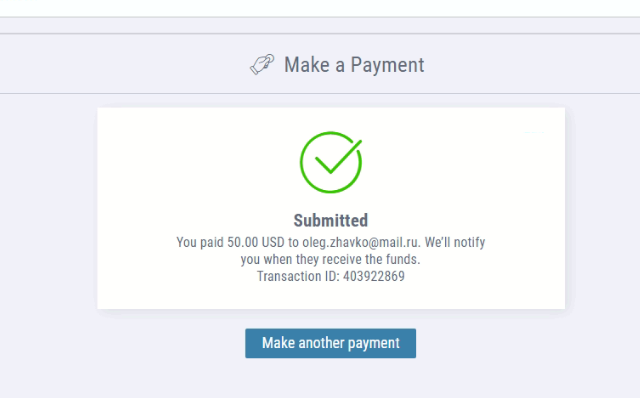 Make a Payment
Submitted
You paid 50.00 USD to oleg.zhavko@mail.ru. We'll notify
you when they receive the funds.
Transaction ID: 403922869
Make another payment